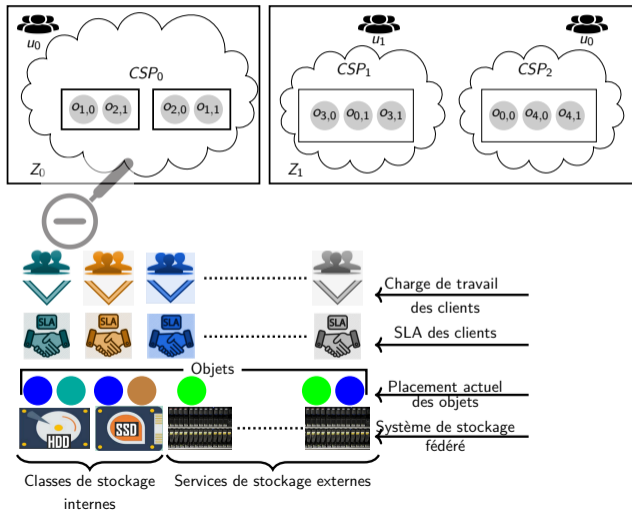 u0
u1
u0
CSP0
CSP1
CSP2
o1,0 o2,1 o2,0 o1,1
o3,0 o0,1 o3,1
o0,0 o4,0 o4,1
Z0
Z1
Charge de travail
des clients
SLA SLA SLA SLA
SLA des clients
Objets
Placement actuel
des objets
HDD
SSD
Système de stockage
fédéré
Classes de stockage
internes
Services de stockage externes